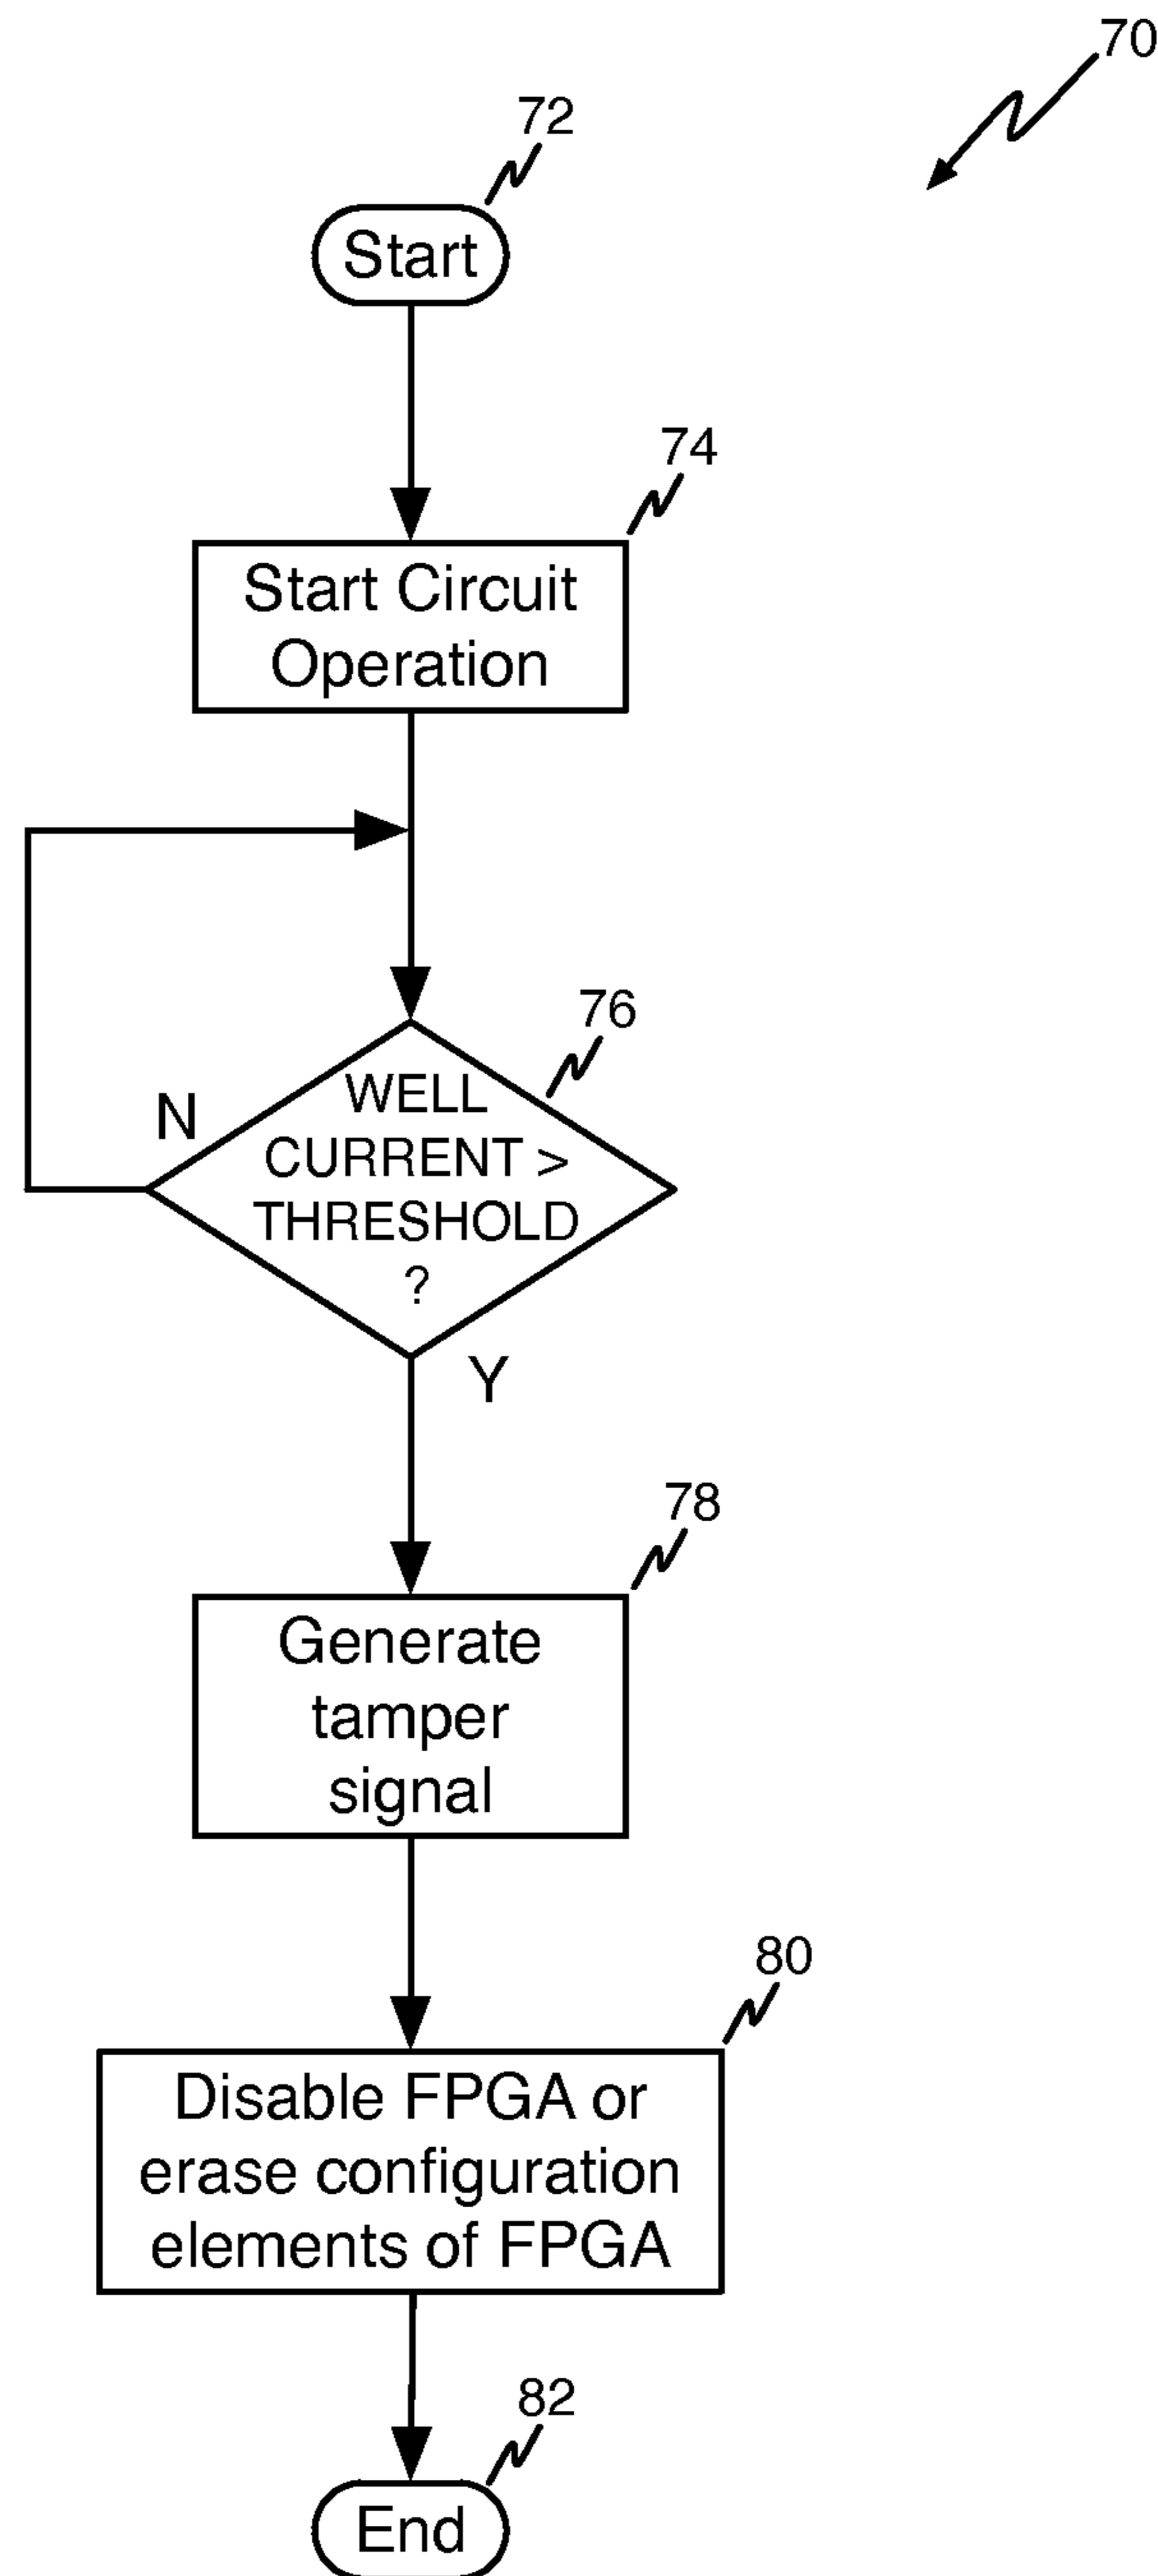 70
72
Start
74
Start Circuit
Operation
76
WELL
CURRENT >
THRESHOLD
?
N
Y
78
Generate
tamper
signal
80
Disable FPGA or
erase configuration
elements of FPGA
82
End